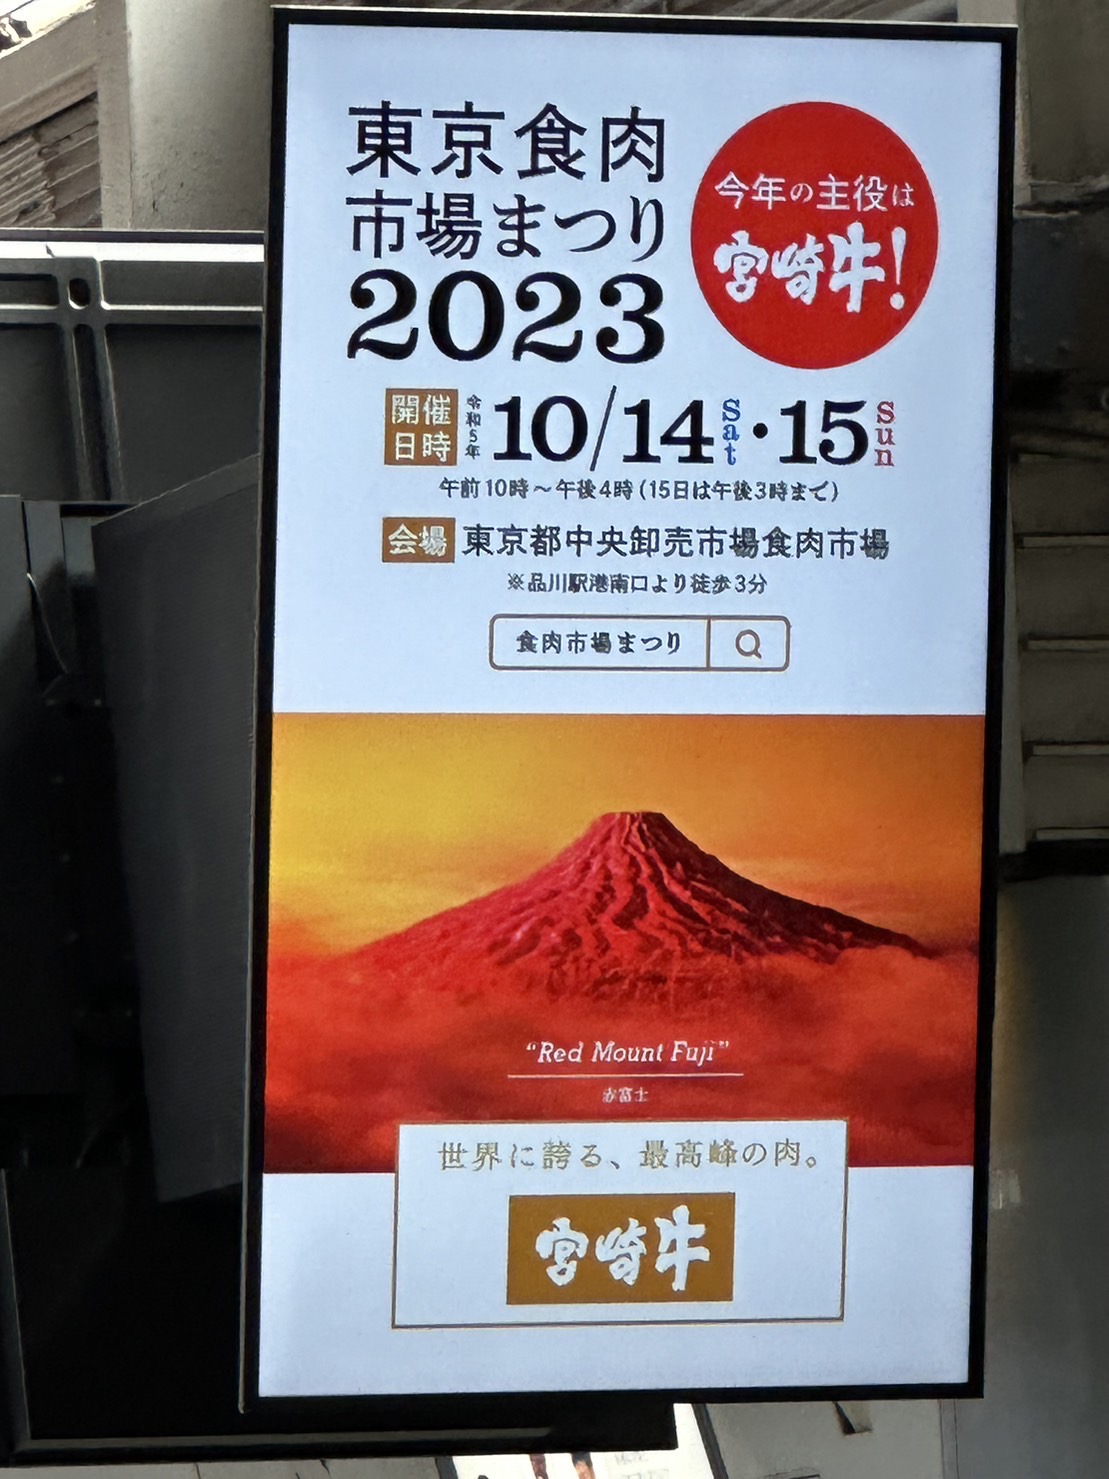 東京食肉
市場まつり
2023
今年の主役は
宮崎牛!
開催
日時
令和5年
10/14 Sat・15 Sun
午前10時～午後4時(15日は午後3時まで)
会場 東京都中央卸売市場食肉市場
※品川駅港南口より徒歩3分
食肉市場まつり
"Red Mount Fuji"
赤富士
世界に誇る、最高峰の肉。
宮崎牛